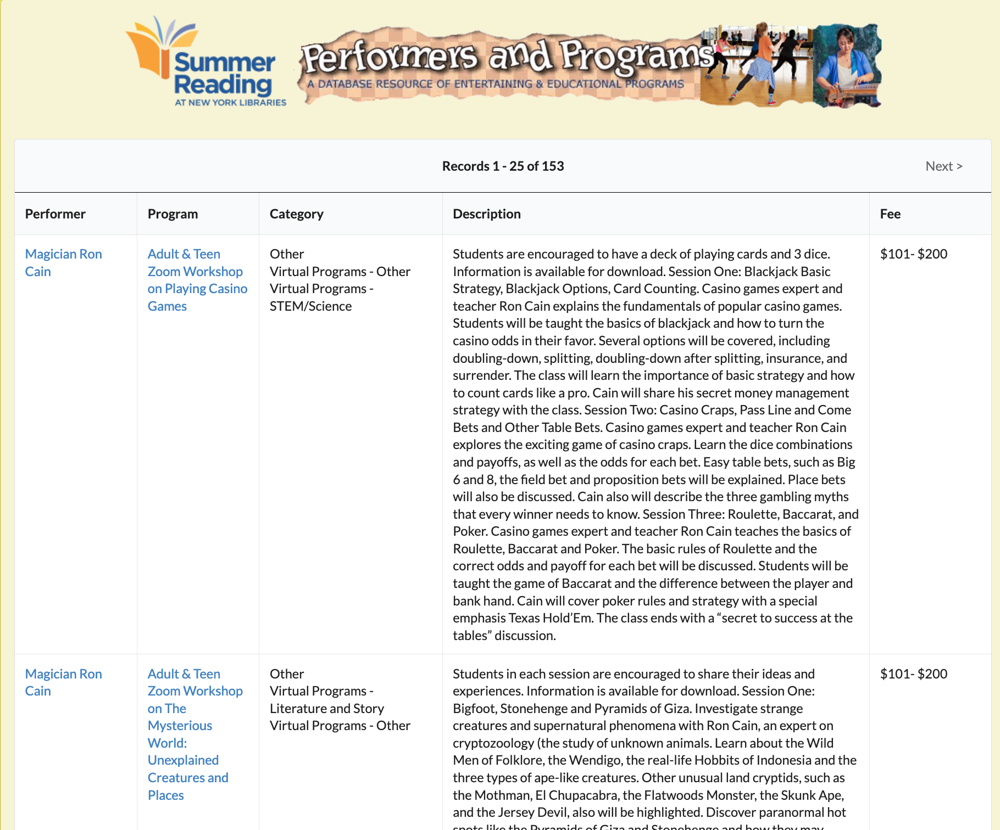 Summer
Reading
AT NEW YORK LIBRARIES
Performers and Programs
A DATABASE RESOURCE OF ENTERTAINING & EDUCATIONAL PROGRAMS
Records 1 - 25 of 153
Next >
Performer
Program
Category
Description
Fee
Magician Ron
Cain
Adult & Teen
Zoom Workshop
on Playing Casino
Games
Other
Virtual Programs - Other
Virtual Programs -
STEM/Science
Students are encouraged to have a deck of playing cards and 3 dice.
Information is available for download. Session One: Blackjack Basic
Strategy, Blackjack Options, Card Counting. Casino games expert and
teacher Ron Cain explains the fundamentals of popular casino games.
Students will be taught the basics of blackjack and how to turn the
casino odds in their favor. Several options will be covered, including
doubling-down, splitting, doubling-down after splitting, insurance, and
surrender. The class will learn the importance of basic strategy and how
to count cards like a pro. Cain will share his secret money management
strategy with the class. Session Two: Casino Craps, Pass Line and Come
Bets and Other Table Bets. Casino games expert and teacher Ron Cain
explores the exciting game of casino craps. Learn the dice combinations
and payoffs, as well as the odds for each bet. Easy table bets, such as Big
6 and 8, the field bet and proposition bets will be explained. Place bets
will also be discussed. Cain also will describe the three gambling myths
that every winner needs to know. Session Three: Roulette, Baccarat, and
Poker. Casino games expert and teacher Ron Cain teaches the basics of
Roulette, Baccarat and Poker. The basic rules of Roulette and the
correct odds and payoff for each bet will be discussed. Students will be
taught the game of Baccarat and the difference between the player and
bank hand. Cain will cover poker rules and strategy with a special
emphasis Texas Hold’Em. The class ends with a “secret to success at the
tables” discussion.
$101- $200
Magician Ron
Cain
Adult & Teen
Zoom Workshop
on The
Mysterious
World:
Unexplained
Creatures and
Places
Other
Virtual Programs -
Literature and Story
Virtual Programs - Other
Students in each session are encouraged to share their ideas and
experiences. Information is available for download. Session One:
Bigfoot, Stonehenge and Pyramids of Giza. Investigate strange
creatures and supernatural phenomena with Ron Cain, an expert on
cryptozoology (the study of unknown animals. Learn about the Wild
Men of Folklore, the Wendigo, the real-life Hobbits of Indonesia and the
three types of ape-like creatures. Other unusual land cryptids, such as
the Mothman, El Chupacabra, the Flatwoods Monster, the Skunk Ape,
and the Jersey Devil, also will be highlighted. Discover paranormal hot
spots like the Pyramids of Giza and Stonehenge and how they may
$101- $200